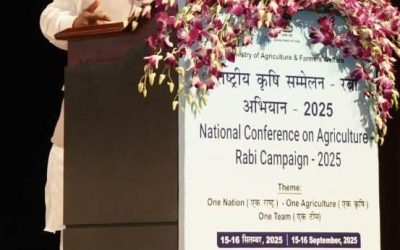 Ministry of Agriculture & Farmers Welfare
राष्ट्रीय कृषि सम्मेलन - रबी
अभियान - 2025
National Conference on Agriculture -
Rabi Campaign - 2025
Theme:
One Nation ( एक राष्ट्र ) - One Agriculture ( एक कृषि )
One Team ( एक टीम )
15-16 सितम्बर, 2025 | 15-16 September, 2025